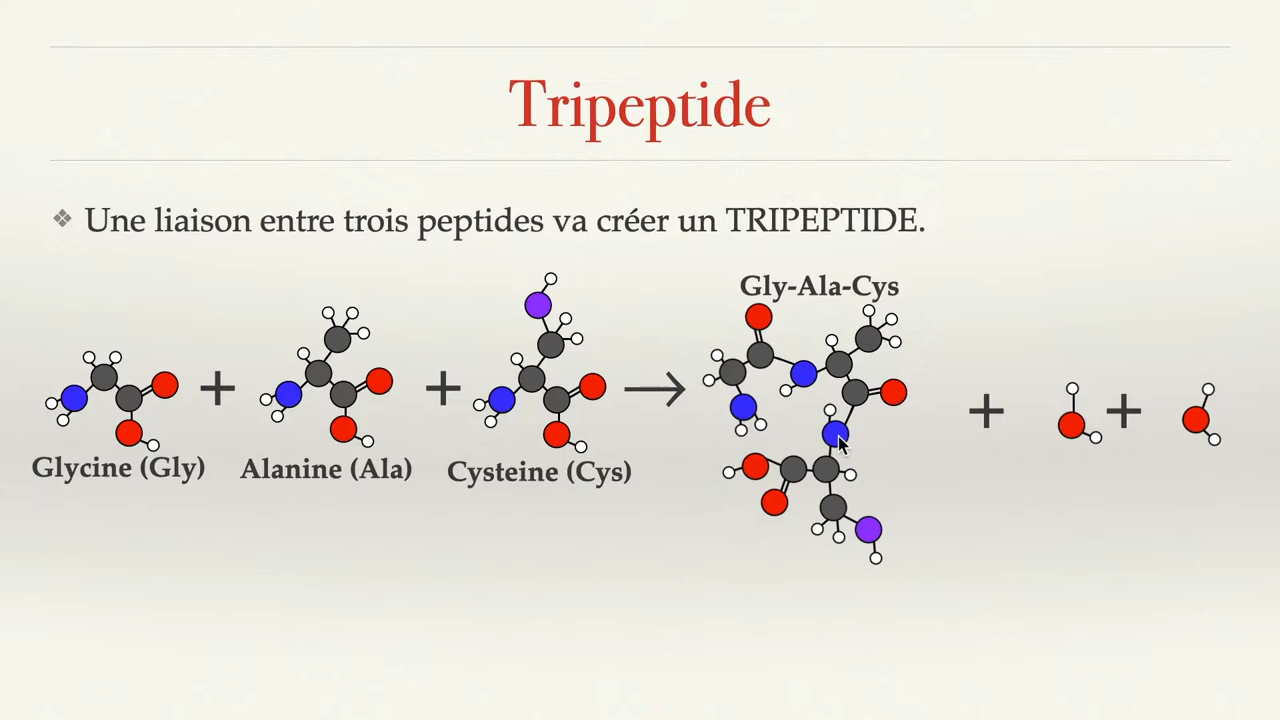 Tripeptide
❖ Une liaison entre trois peptides va créer un TRIPEPTIDE.
Gly-Ala-Cys
+ + → + +
Glycine (Gly) Alanine (Ala) Cysteine (Cys)